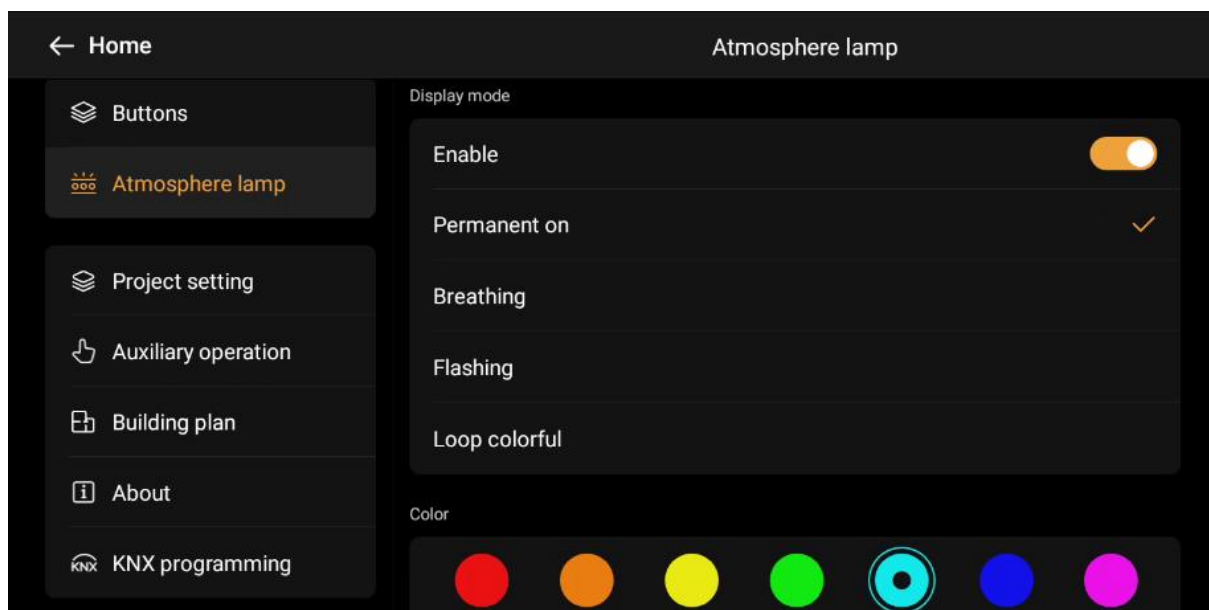 Home
Atmosphere lamp
Buttons
Atmosphere lamp
Project setting
Auxiliary operation
Building plan
About
KNX
KNX programming
Display mode
Enable
Permanent on
Breathing
Flashing
Loop colorful
Color